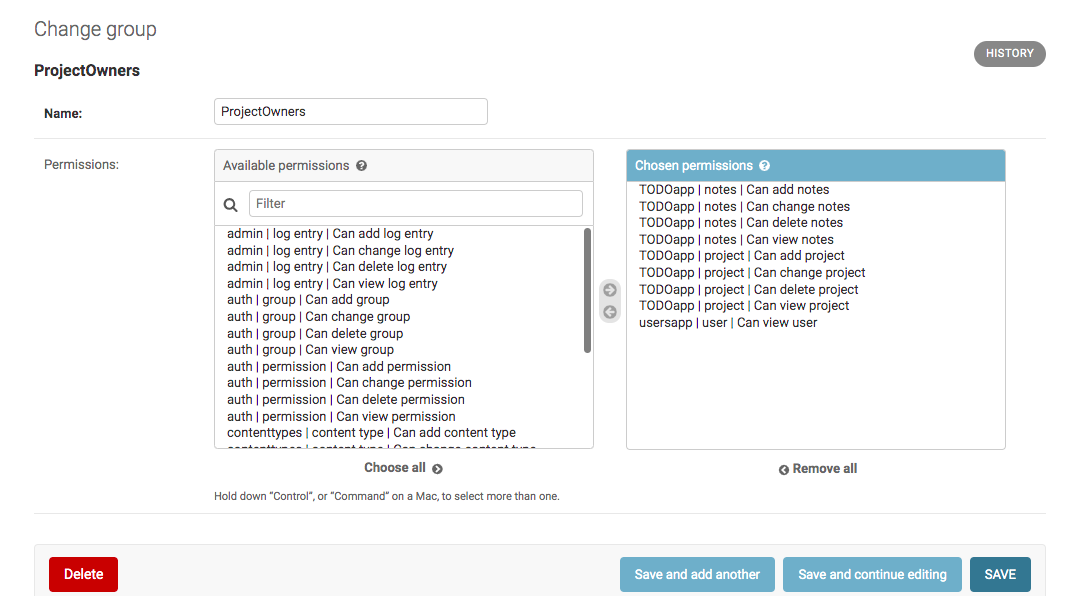 Change group
HISTORY
ProjectOwners
Name:
ProjectOwners
Permissions:
Available permissions ?
Filter
admin | log entry | Can add log entry
admin | log entry | Can change log entry
admin | log entry | Can delete log entry
admin | log entry | Can view log entry
auth | group | Can add group
auth | group | Can change group
auth | group | Can delete group
auth | group | Can view group
auth | permission | Can add permission
auth | permission | Can change permission
auth | permission | Can delete permission
auth | permission | Can view permission
contenttypes | content type | Can add content type
contenttypes | content type | Can change content type
Choose all
Chosen permissions ?
TODOapp | notes | Can add notes
TODOapp | notes | Can change notes
TODOapp | notes | Can delete notes
TODOapp | notes | Can view notes
TODOapp | project | Can add project
TODOapp | project | Can change project
TODOapp | project | Can delete project
TODOapp | project | Can view project
usersapp | user | Can view user
Remove all
Hold down “Control”, or “Command” on a Mac, to select more than one.
Delete
Save and add another
Save and continue editing
SAVE